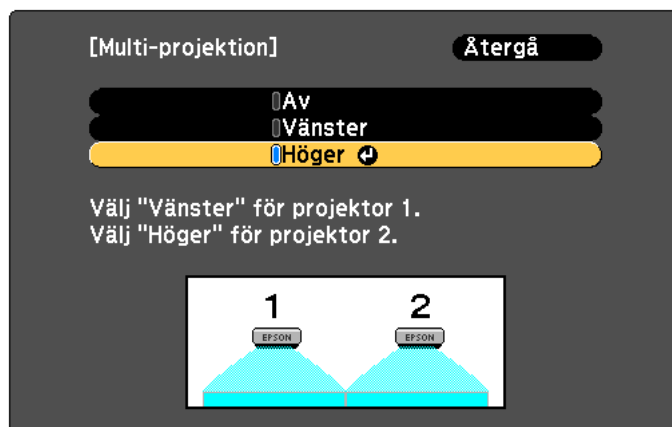 [Multi-projektion]
Återgå
Av
Vänster
Höger
Välj "Vänster" för projektor 1.
Välj "Höger" för projektor 2.
1 2
EPSON EPSON